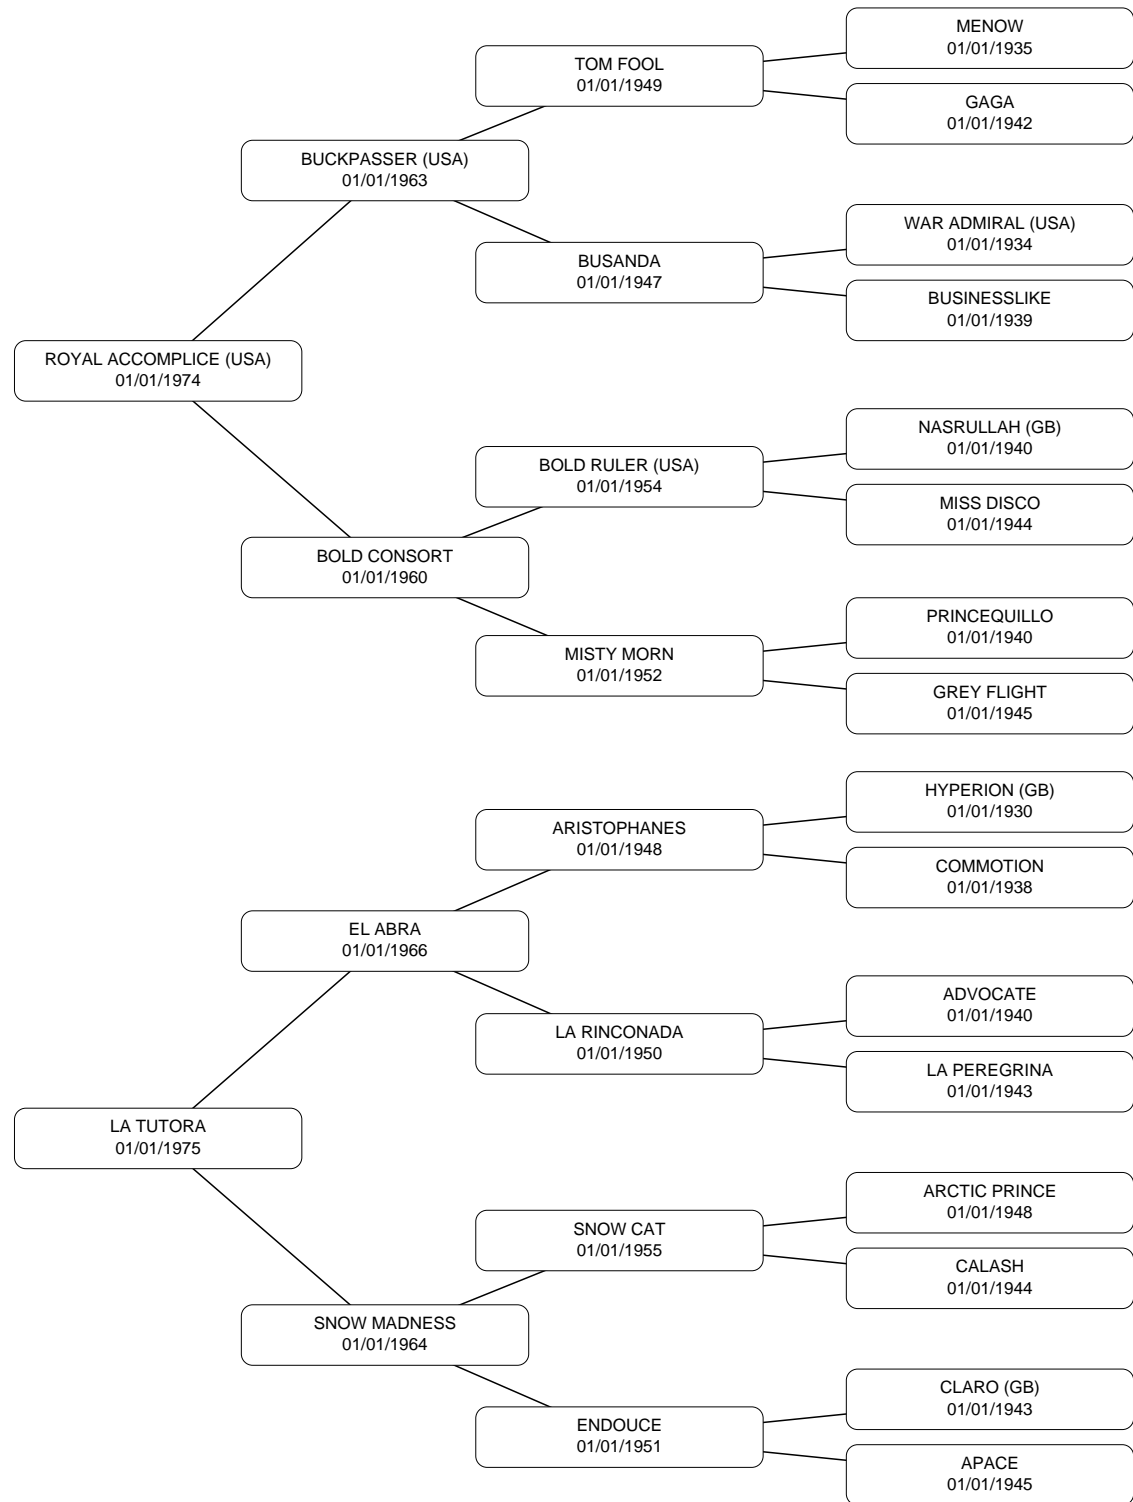 MENOW
01/01/1935
TOM FOOL
01/01/1949
GAGA
01/01/1942
BUCKPASSER (USA)
01/01/1963
WAR ADMIRAL (USA)
01/01/1934
BUSANDA
01/01/1947
BUSINESSLIKE
01/01/1939
ROYAL ACCOMPLICE (USA)
01/01/1974
NASRULLAH (GB)
01/01/1940
BOLD RULER (USA)
01/01/1954
MISS DISCO
01/01/1944
BOLD CONSORT
01/01/1960
PRINCEQUILLO
01/01/1940
MISTY MORN
01/01/1952
GREY FLIGHT
01/01/1945
HYPERION (GB)
01/01/1930
ARISTOPHANES
01/01/1948
COMMOTION
01/01/1938
EL ABRA
01/01/1966
ADVOCATE
01/01/1940
LA RINCONADA
01/01/1950
LA PEREGRINA
01/01/1943
LA TUTORA
01/01/1975
ARCTIC PRINCE
01/01/1948
SNOW CAT
01/01/1955
CALASH
01/01/1944
SNOW MADNESS
01/01/1964
CLARO (GB)
01/01/1943
ENDOUCE
01/01/1951
APACE
01/01/1945